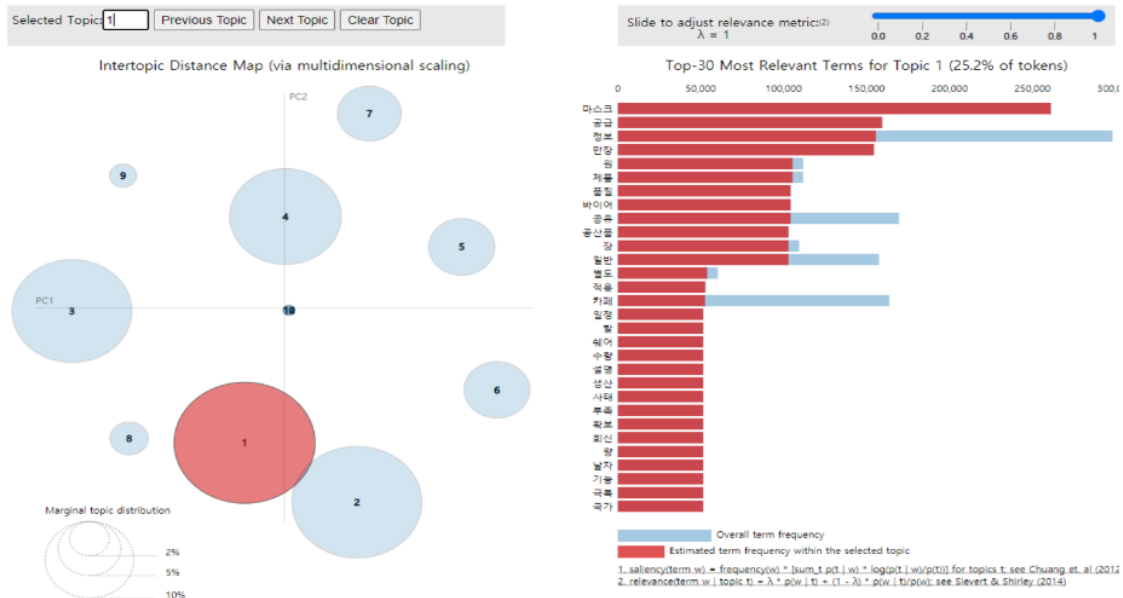 Selected Topic: 1 Previous Topic Next Topic Clear Topic
Slide to adjust relevance metric:(2)
λ = 1
0.0 0.2 0.4 0.6 0.8 1
Intertopic Distance Map (via multidimensional scaling)
PC2
PC1
7
9
4
5
3
10
6
8
1
2
Marginal topic distribution
2%
5%
10%
Top-30 Most Relevant Terms for Topic 1 (25.2% of tokens)
0 50,000 100,000 150,000 200,000 250,000 300,
마스크
공급
정보
만장
원
제품
품질
바이어
공유
공산품
장
일반
별도
적용
카페
일정
할
쉐어
수량
설명
생산
사태
부족
확보
회신
량
날자
기능
극복
국가
Overall term frequency
Estimated term frequency within the selected topic
1. saliency(term w) = frequency(w) * [sum_t p(t | w) * log(p(t | w)/p(t))] for topics t; see Chuang et. al (2012
2. relevance(term w | topic t) = λ * p(w | t) + (1 - λ) * p(w | t)/p(w); see Sievert & Shirley (2014)